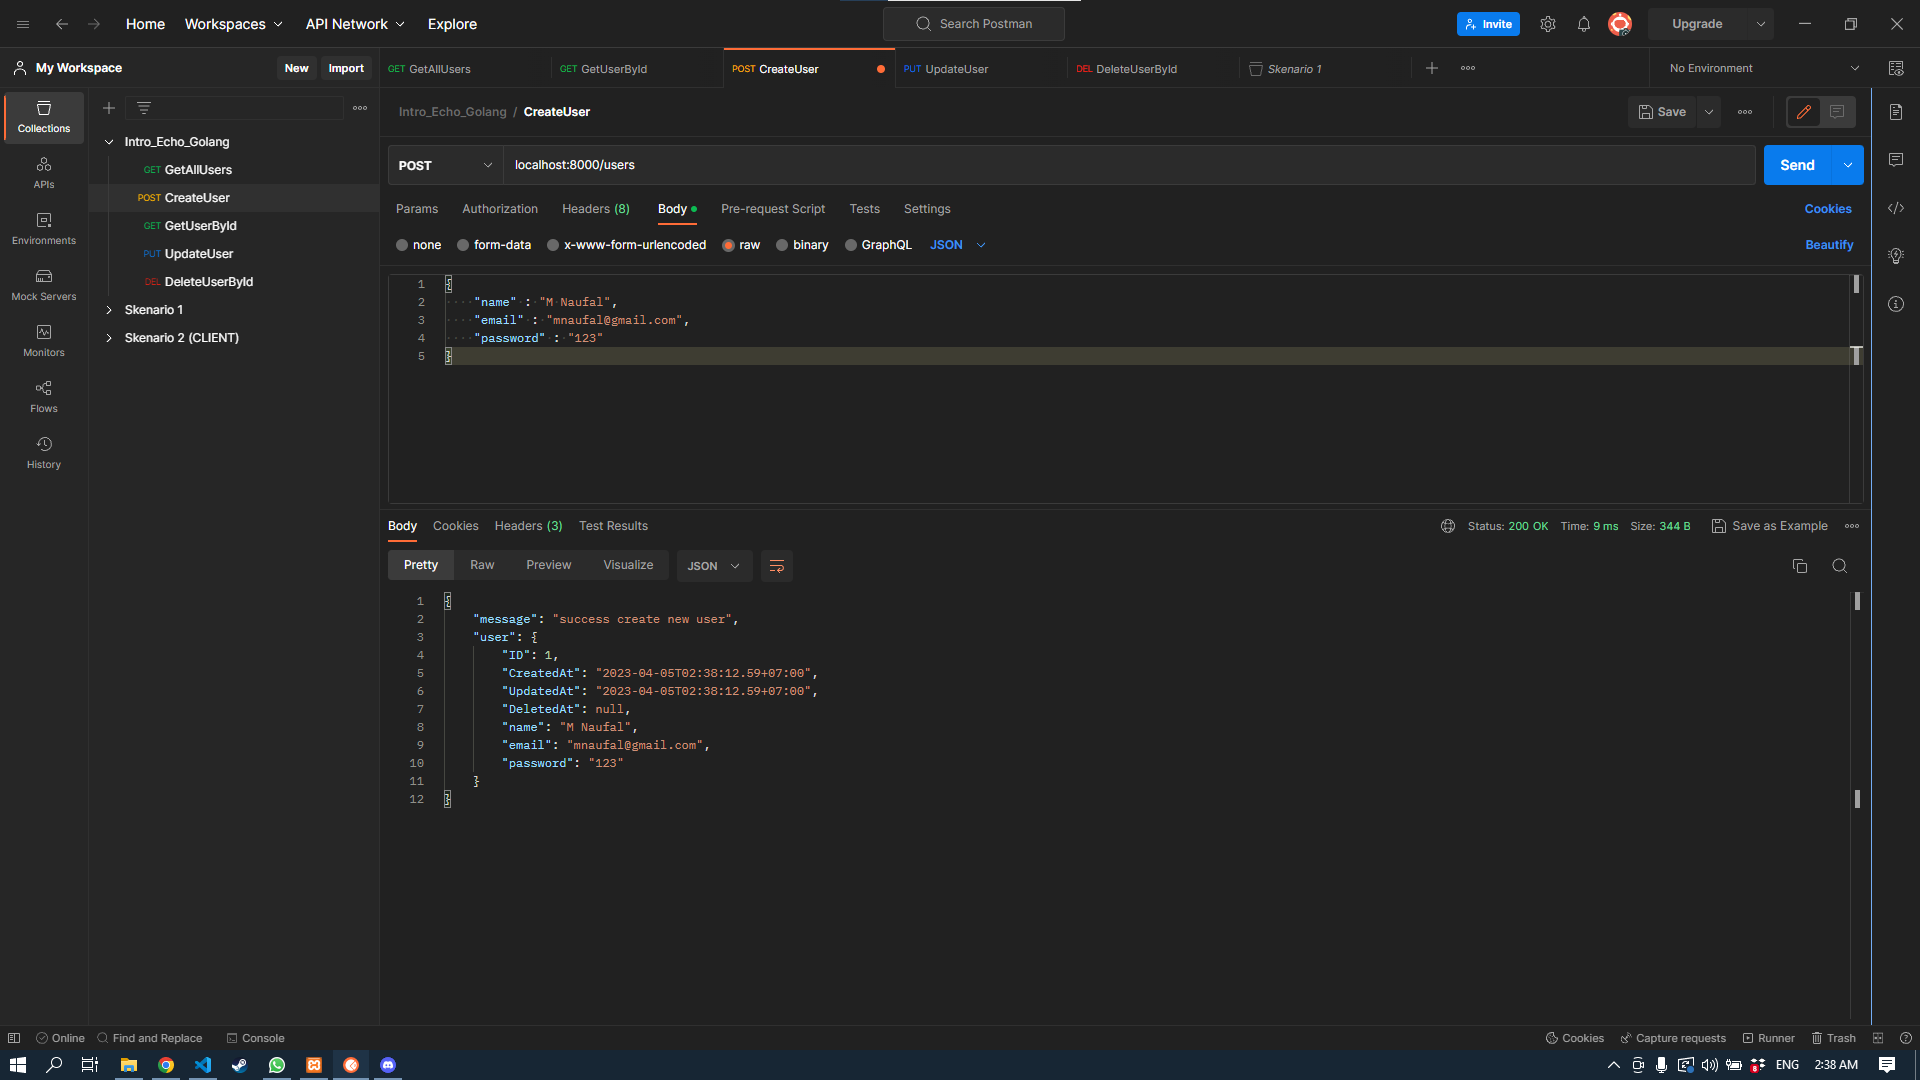 Home Workspaces API Network Explore Search Postman Invite Upgrade
My Workspace New Import GET GetAllUsers GET GetUserById POST CreateUser PUT UpdateUser DEL DeleteUserById Skenario 1 No Environment
Intro_Echo_Golang / CreateUser Save
Collections
APIs
Environments
Mock Servers
Monitors
Flows
History
Intro_Echo_Golang
GET GetAllUsers
POST CreateUser
GET GetUserById
PUT UpdateUser
DEL DeleteUserById
Skenario 1
Skenario 2 (CLIENT)
POST localhost:8000/users Send
Params Authorization Headers (8) Body Pre-request Script Tests Settings Cookies
none form-data x-www-form-urlencoded raw binary GraphQL JSON Beautify
1 {
2 "name" : "M Naufal",
3 "email" : "mnaufal@gmail.com",
4 "password" : "123"
5 }
Body Cookies Headers (3) Test Results Status: 200 OK Time: 9 ms Size: 344 B Save as Example
Pretty Raw Preview Visualize JSON
1 {
2 "message": "success create new user",
3 "user": {
4 "ID": 1,
5 "CreatedAt": "2023-04-05T02:38:12.59+07:00",
6 "UpdatedAt": "2023-04-05T02:38:12.59+07:00",
7 "DeletedAt": null,
8 "name": "M Naufal",
9 "email": "mnaufal@gmail.com",
10 "password": "123"
11 }
12 }
Online Find and Replace Console Cookies Capture requests Runner Trash
8 ENG 2:38 AM